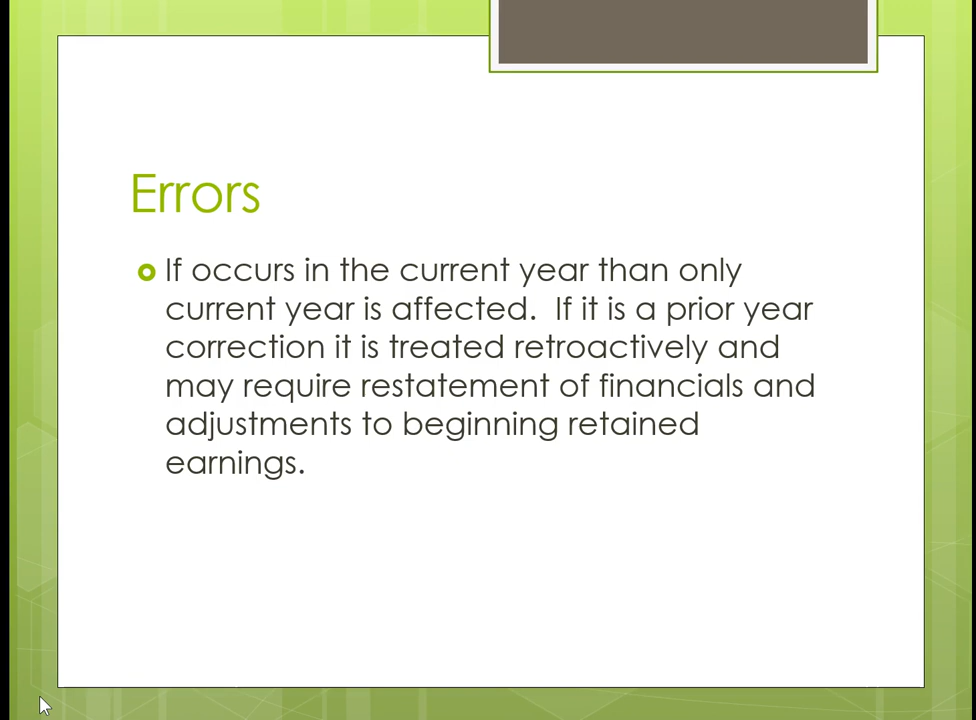 Errors
If occurs in the current year than only
current year is affected.  If it is a prior year
correction it is treated retroactively and
may require restatement of financials and
adjustments to beginning retained
earnings.